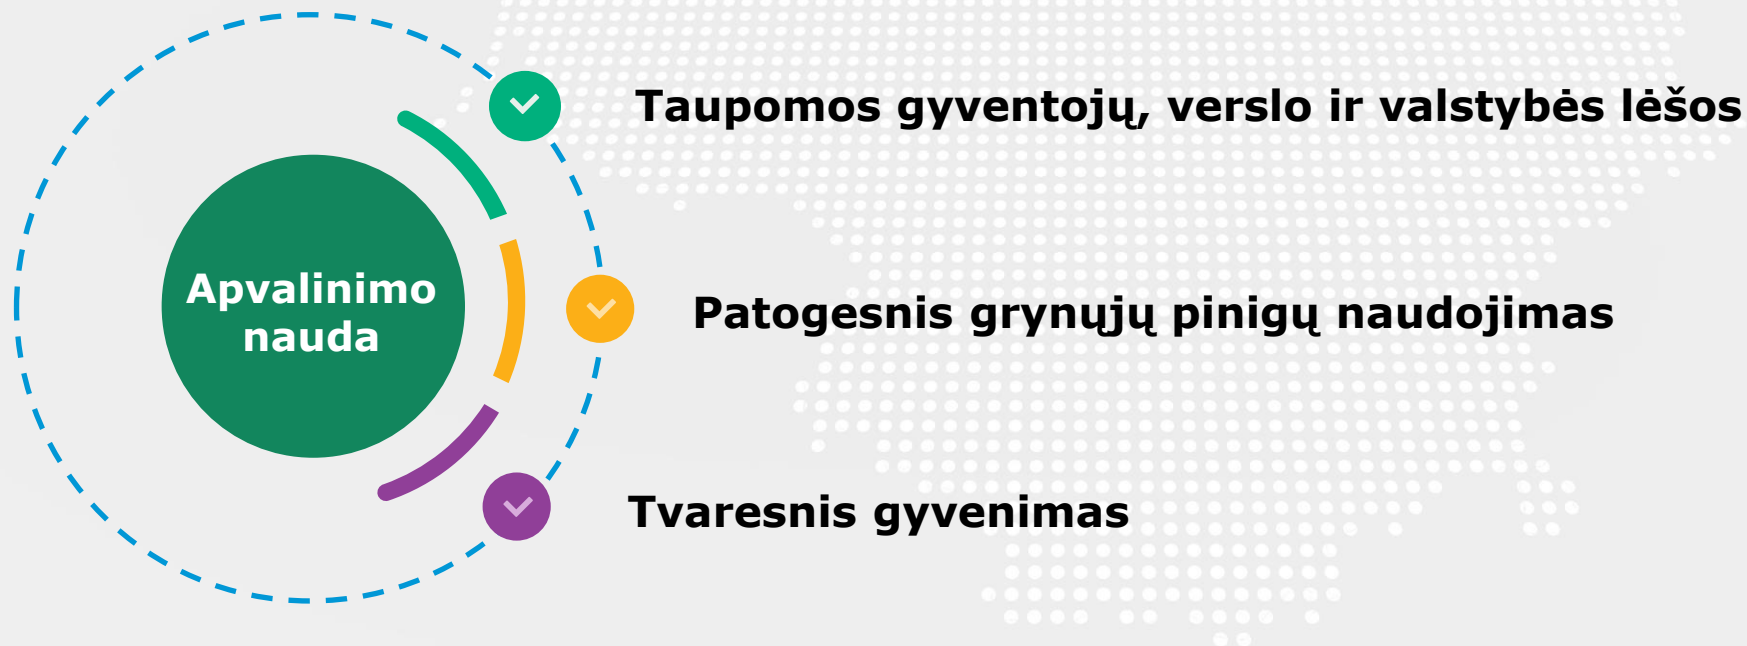 Apvalinimo
nauda
Taupomos gyventojų, verslo ir valstybės lėšos
Patogesnis grynųjų pinigų naudojimas
Tvaresnis gyvenimas